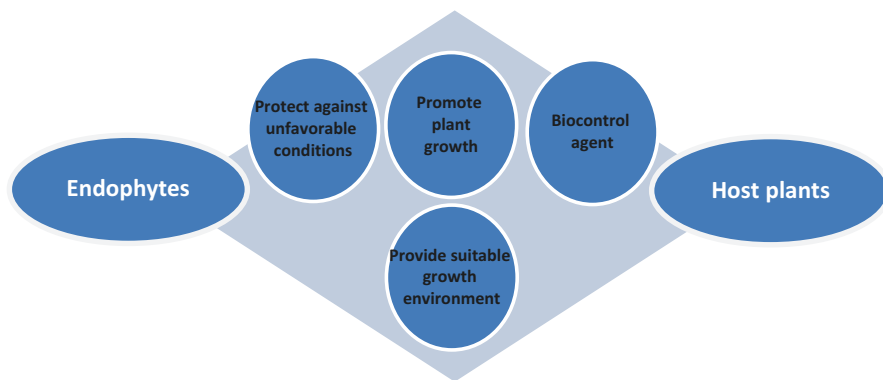 Endophytes
Protect against
unfavorable
conditions
Promote
plant
growth
Biocontrol
agent
Host plants
Provide suitable
growth
environment